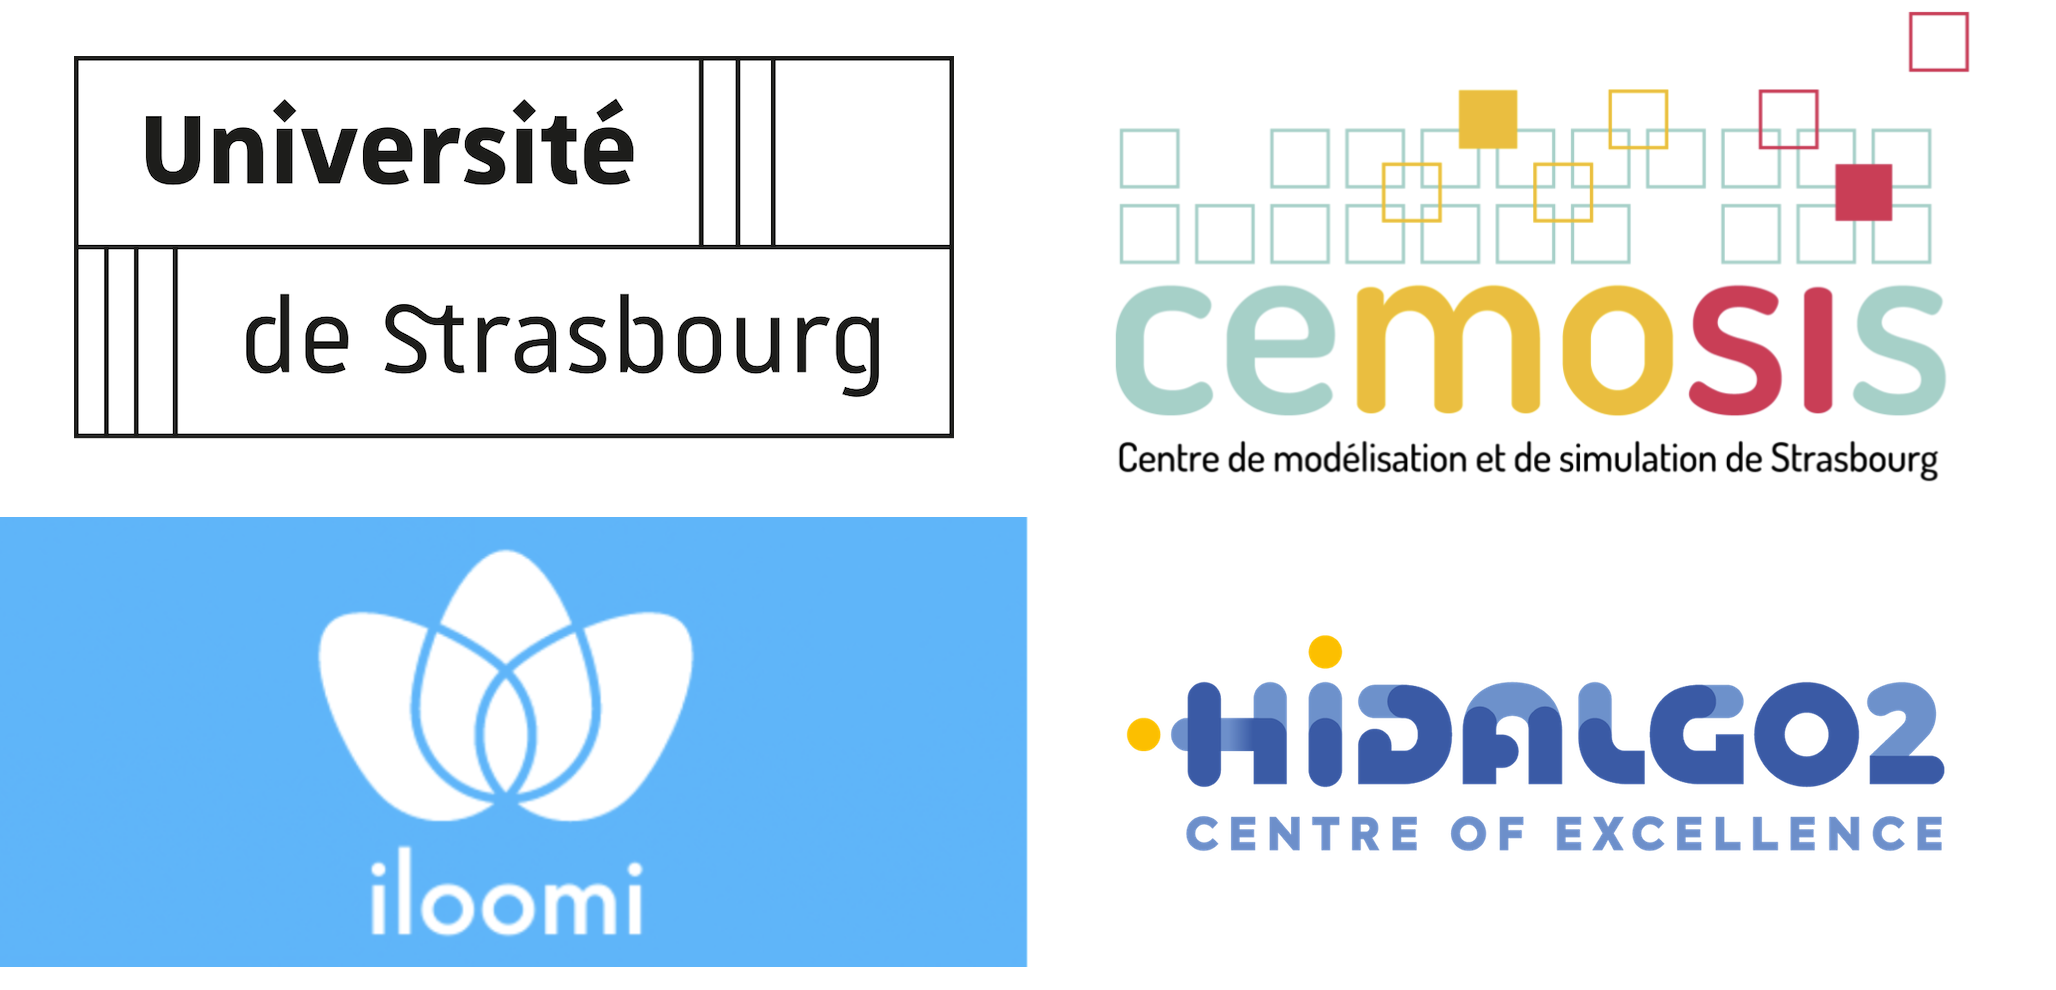 Université
de Strasbourg
cemosis
Centre de modélisation et de simulation de Strasbourg
iloomi
HiDALGO2
CENTRE OF EXCELLENCE